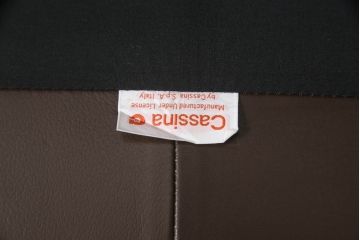 Cassina
Manufactured Under License
by Cassina S.p.A. Italy